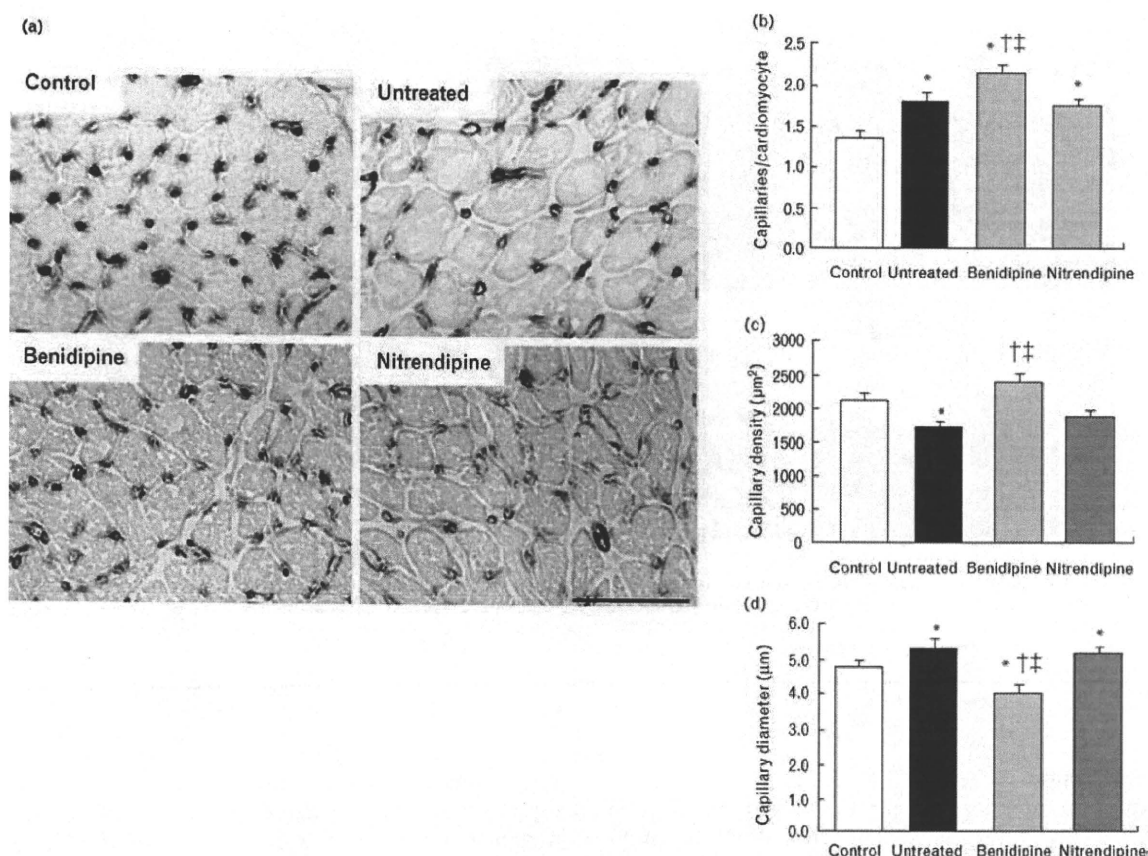 (a)
Control
Untreated
Benidipine
Nitrendipine
(b)
Capillaries/cardiomyocyte
2.5
2.0
1.5
1.0
0.5
0.0
*
* †‡
*
Control Untreated Benidipine Nitrendipine
(c)
Capillary density (µm²)
3000
2500
2000
1500
1000
500
0
*
†‡
Control Untreated Benidipine Nitrendipine
(d)
Capillary diameter (µm)
6.0
5.0
4.0
3.0
2.0
1.0
0.0
*
* †‡
*
Control Untreated Benidipine Nitrendipine